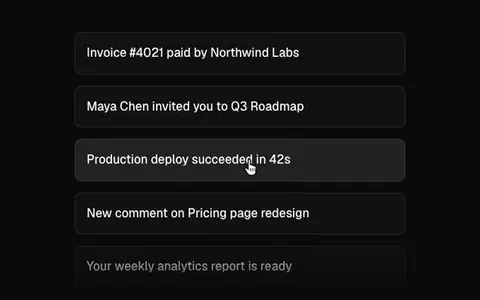 Invoice #4021 paid by Northwind Labs
Maya Chen invited you to Q3 Roadmap
Production deploy succeeded in 42s
New comment on Pricing page redesign
Your weekly analytics report is ready